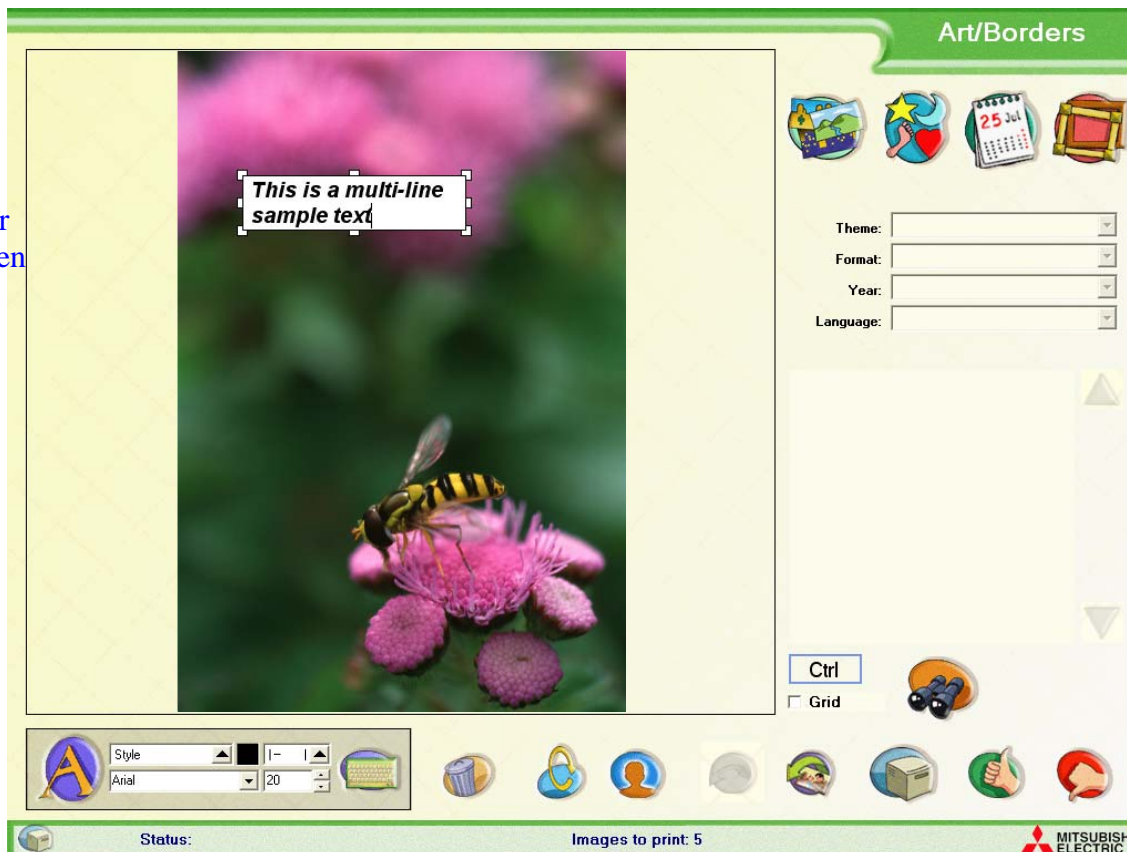 Art/Borders
This is a multi-line
sample text
r
en
25 Jul
Theme:
Format:
Year:
Language:
Ctrl
Grid
Style
Arial
20
A
Status:
Images to print: 5
MITSUBISH
ELECTRIC